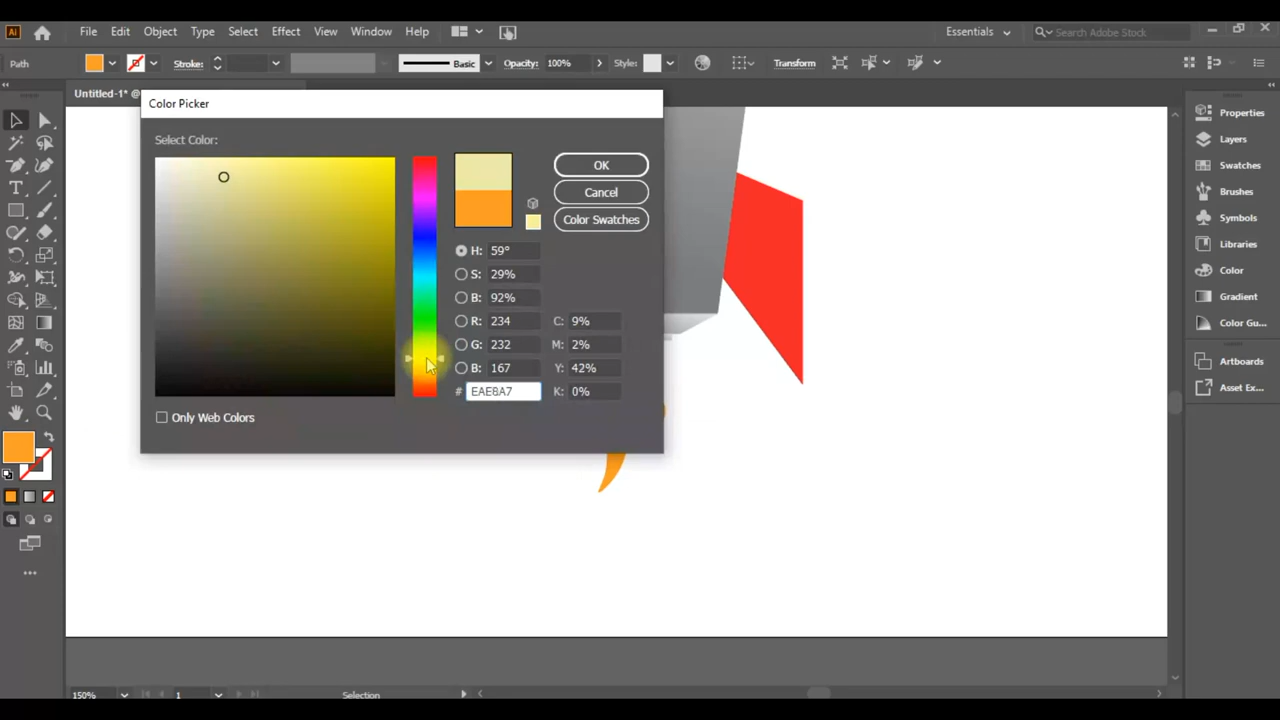 Ai File Edit Object Type Select Effect View Window Help Essentials Search Adobe Stock
Path Stroke: Basic Opacity: 100% Style: Transform
Untitled-1* @
Color Picker
Select Color:
OK
Cancel
Color Swatches
H: 59°
S: 29%
B: 92%
R: 234 C: 9%
G: 232 M: 2%
B: 167 Y: 42%
# EAE8A7 K: 0%
Only Web Colors
Properties
Layers
Swatches
Brushes
Symbols
Libraries
Color
Gradient
Color Gu...
Artboards
Asset Ex...
150% 1 Selection